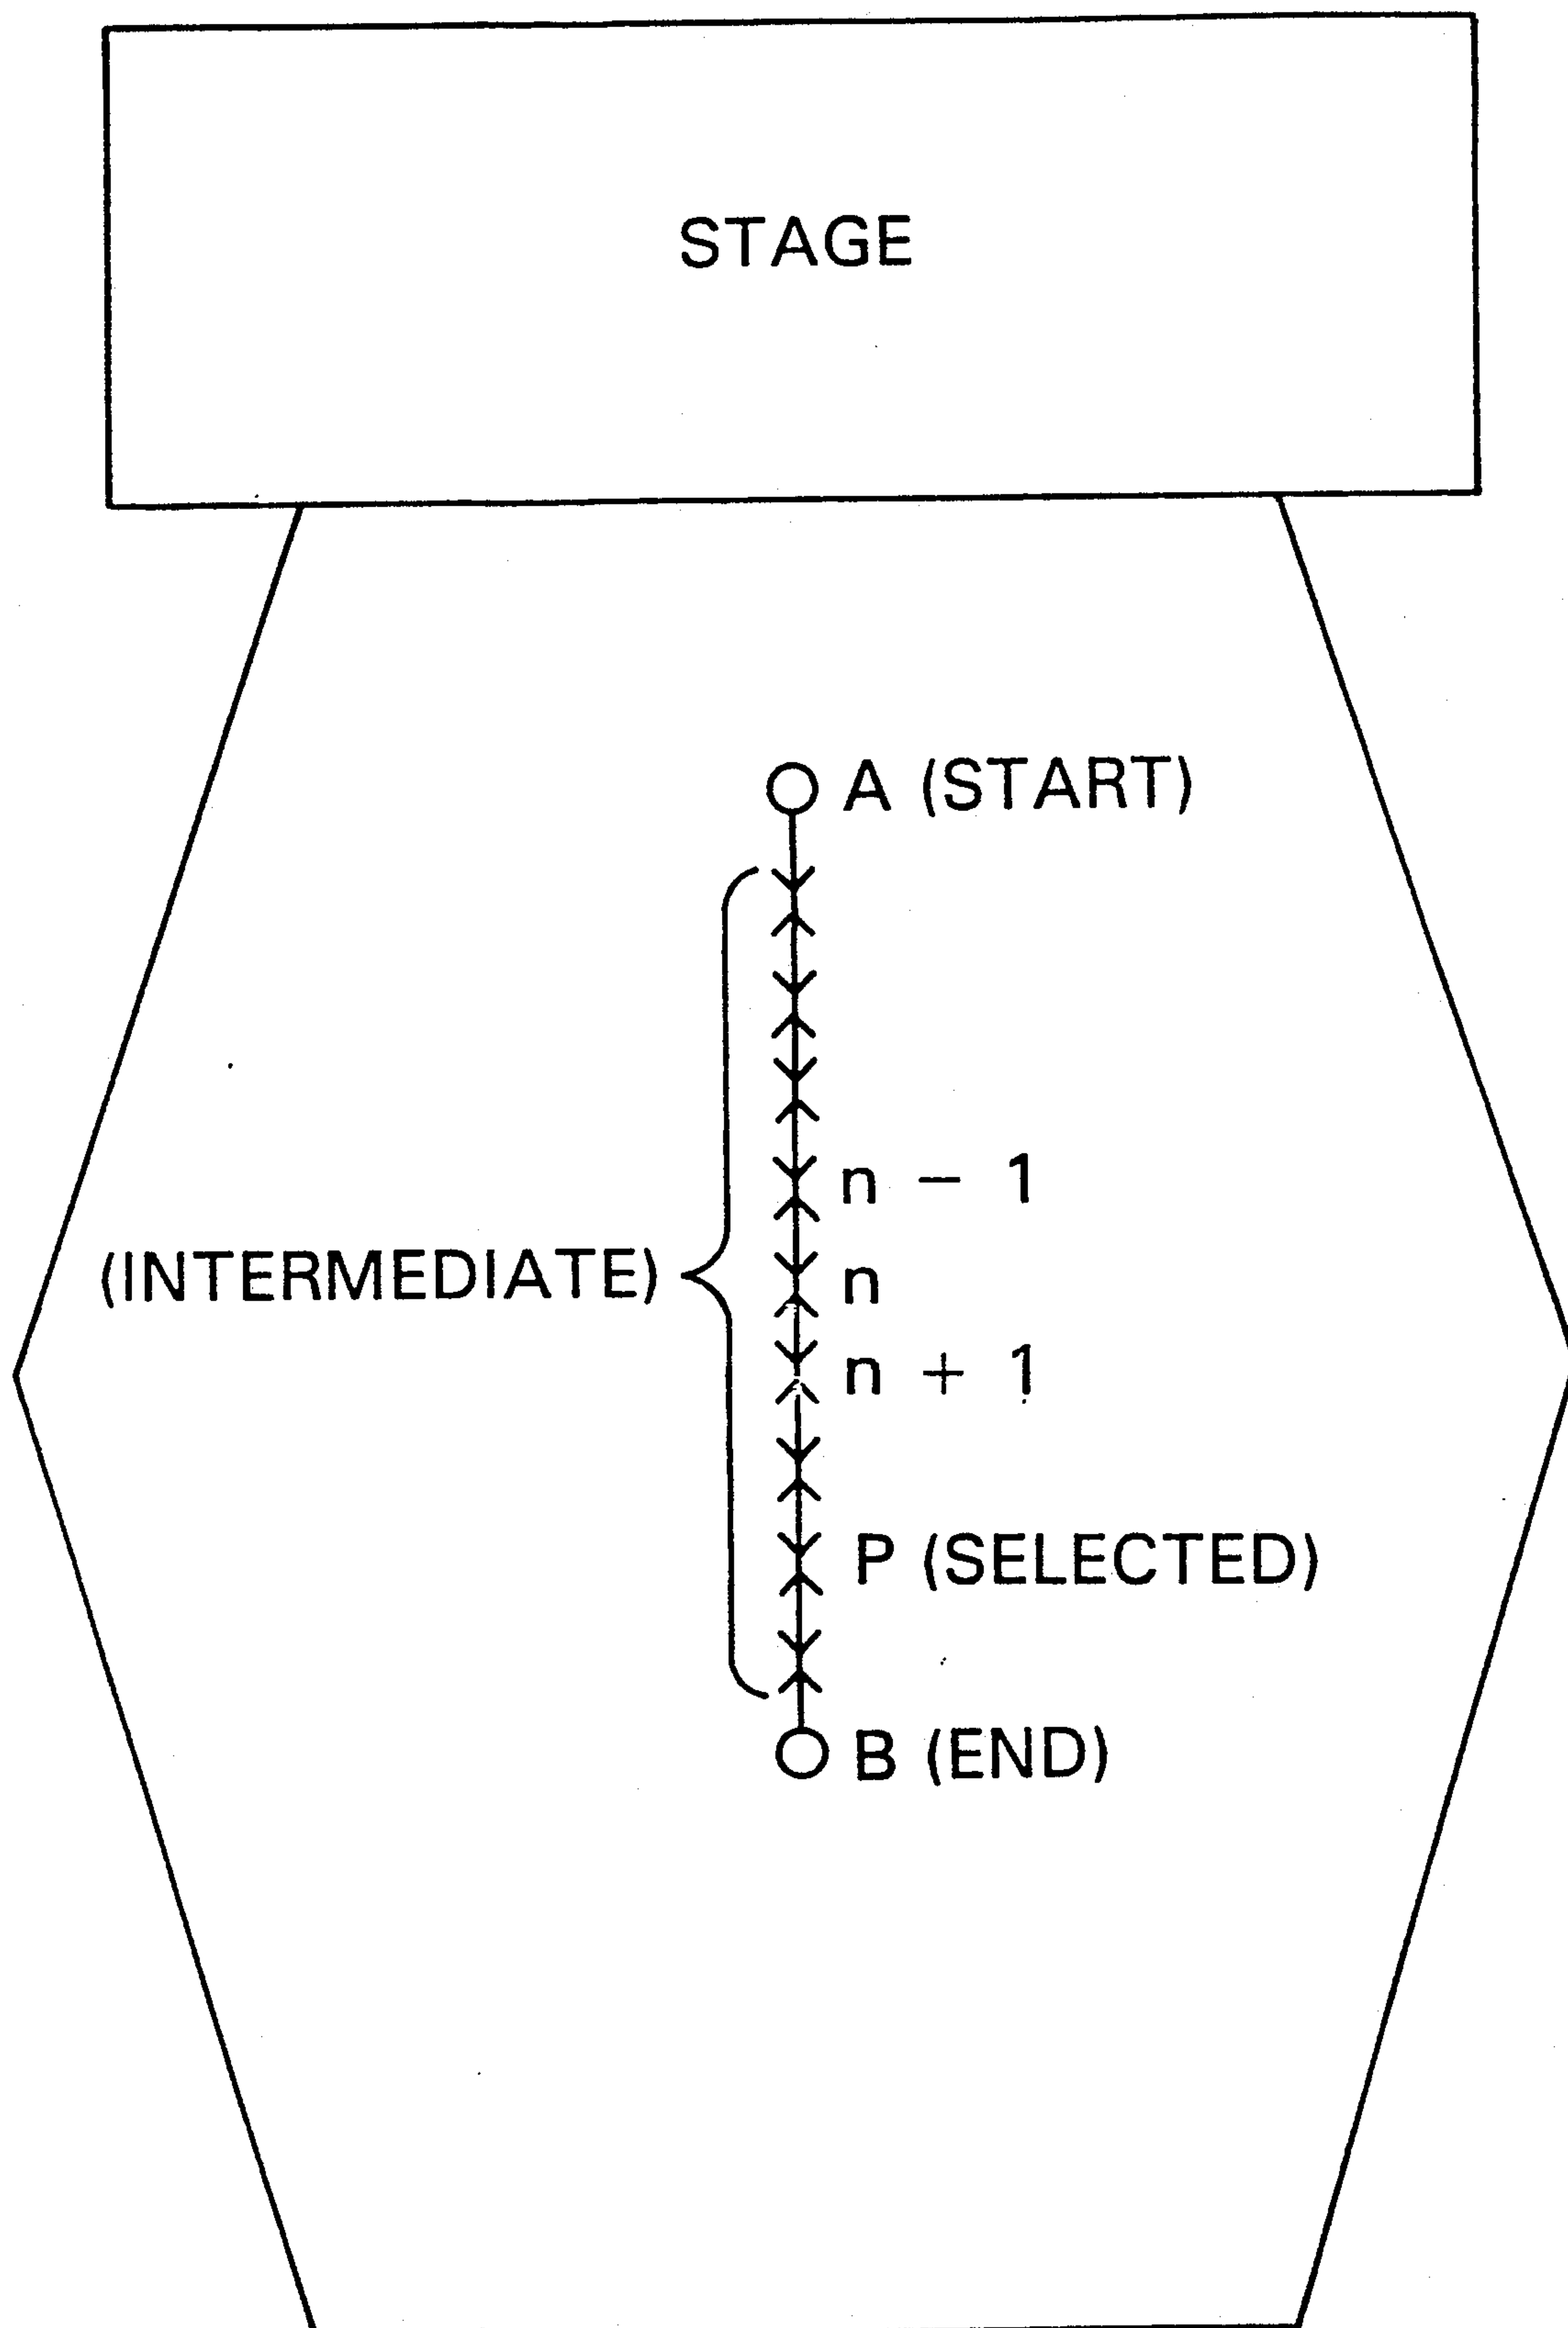 STAGE
A (START)
n − 1
(INTERMEDIATE)
n
n + 1
P (SELECTED)
B (END)